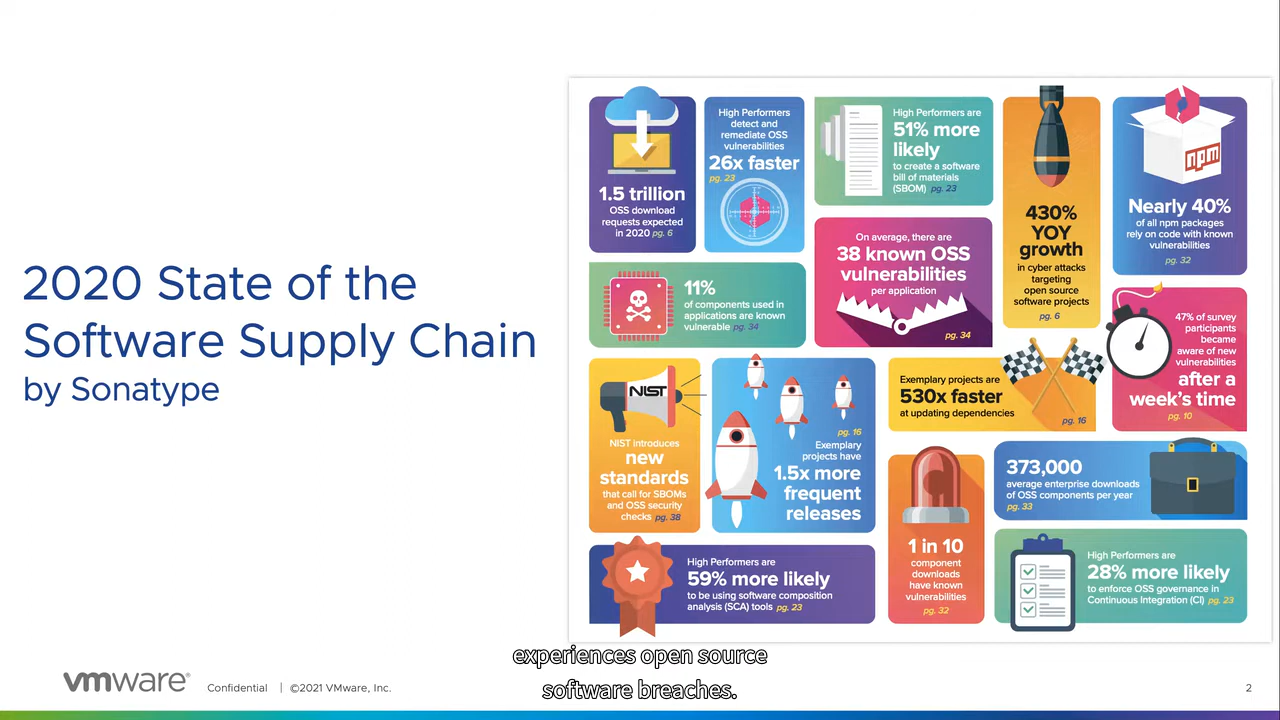 2020 State of the
Software Supply Chain
by Sonatype
1.5 trillion
OSS download
requests expected
in 2020 pg. 6
High Performers
detect and
remediate OSS
vulnerabilities
26x faster
pg. 23
High Performers are
51% more
likely
to create a software
bill of materials
(SBOM) pg. 23
430%
YOY
growth
in cyber attacks
targeting
open source
software projects
pg. 6
npm
Nearly 40%
of all npm packages
rely on code with known
vulnerabilities
pg. 32
11%
of components used in
applications are known
vulnerable pg. 34
On average, there are
38 known OSS
vulnerabilities
per application
pg. 34
47% of survey
participants
became
aware of new
vulnerabilities
after a
week's time
pg. 10
NIST
NIST introduces
new
standards
that call for SBOMs
and OSS security
checks pg. 38
pg. 16
Exemplary
projects have
1.5x more
frequent
releases
Exemplary projects are
530x faster
at updating dependencies
pg. 16
1 in 10
component
downloads
have known
vulnerabilities
pg. 32
373,000
average enterprise downloads
of OSS components per year
pg. 33
High Performers are
59% more likely
to be using software composition
analysis (SCA) tools pg. 23
High Performers are
28% more likely
to enforce OSS governance in
Continuous Integration (CI) pg. 23
experiences open source
software breaches.
vmware®
Confidential | ©2021 VMware, Inc.
2